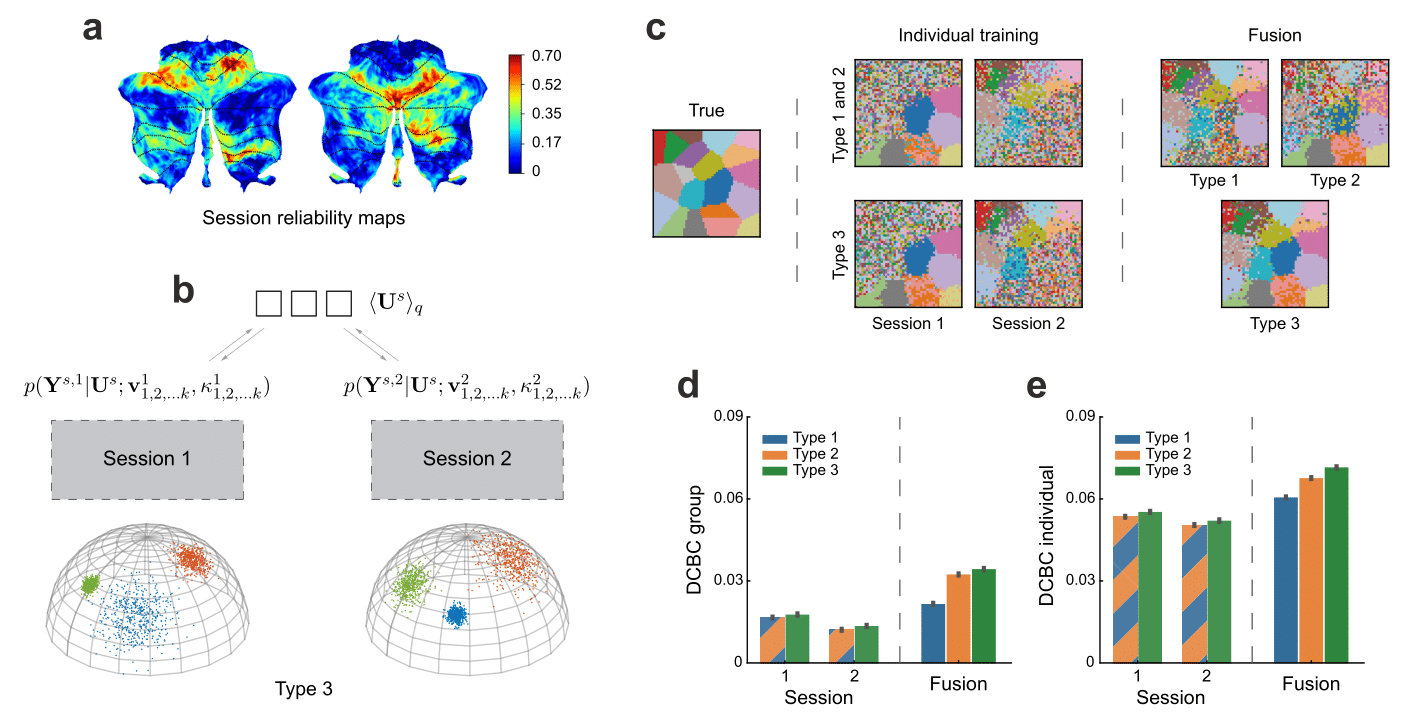 a
0.70
0.52
0.35
0.17
0
Session reliability maps
b
⟨U^s⟩_q
p(Y^{s,1}|U^s; v^1_{1,2,...k}, κ^1_{1,2,...k})
p(Y^{s,2}|U^s; v^2_{1,2,...k}, κ^2_{1,2,...k})
Session 1
Session 2
Type 3
c
Individual training
Fusion
True
Type 1 and 2
Type 1
Type 2
Type 3
Session 1
Session 2
Type 3
d
DCBC group
0.09
0.06
0.03
0
Type 1
Type 2
Type 3
1
2
Session
Fusion
e
DCBC individual
0.09
0.06
0.03
0
Type 1
Type 2
Type 3
1
2
Session
Fusion